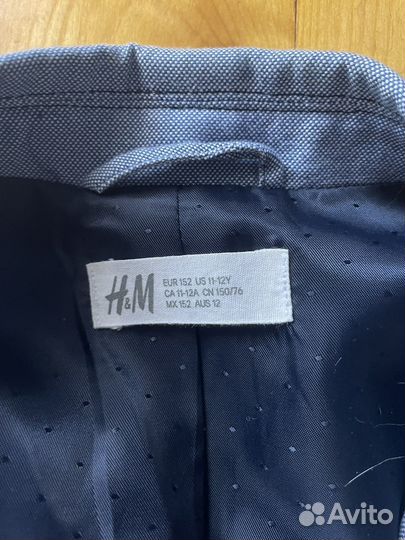 H&M
EUR 152 US 11-12Y
CA 11-12A CN 150/76
MX 152 AUS 12
Avito